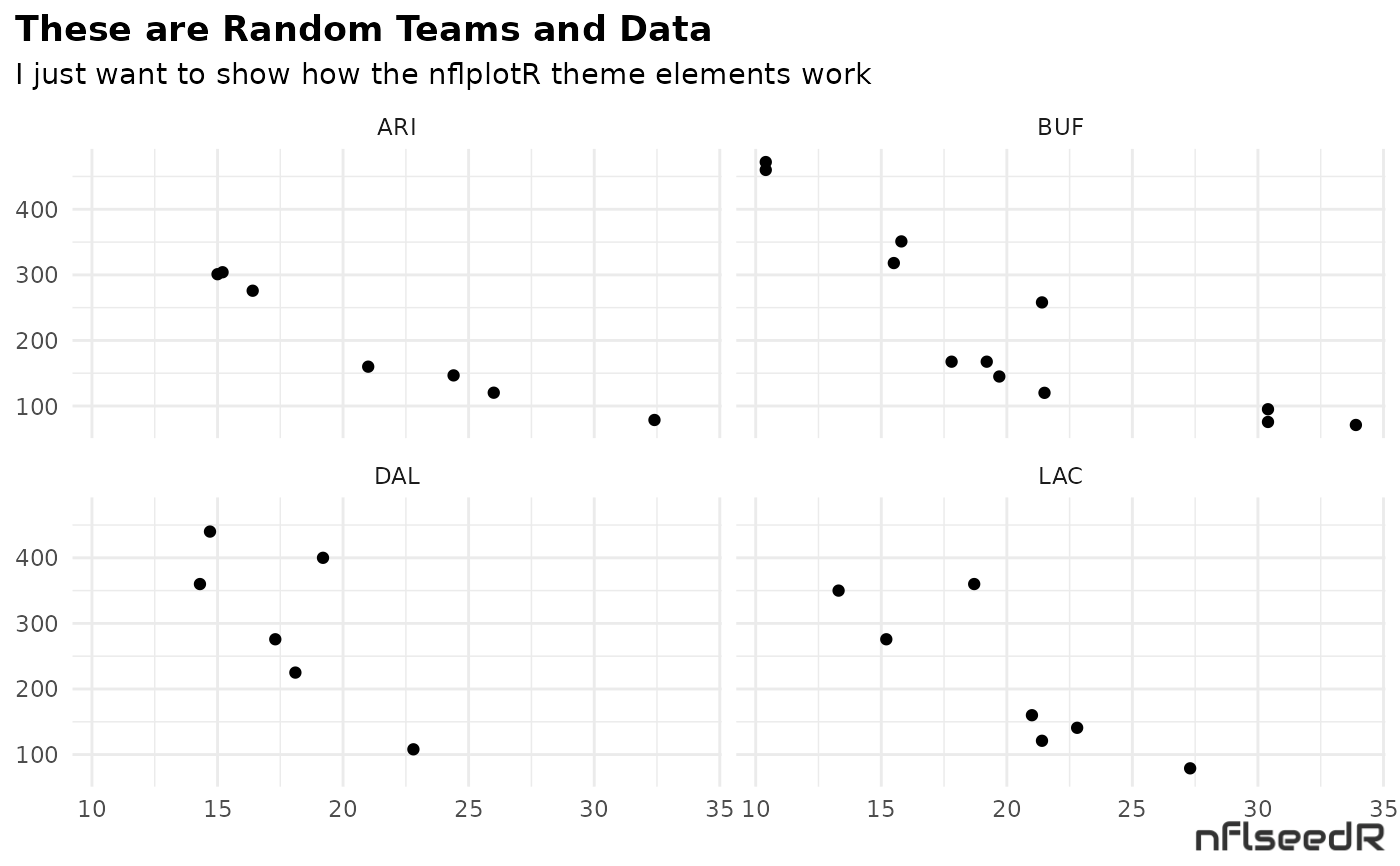 These are Random Teams and Data
I just want to show how the nflplotR theme elements work
ARI BUF
400
300
200
100
DAL LAC
400
300
200
100
10 15 20 25 30 35 10 15 20 25 30 35
nflseedR